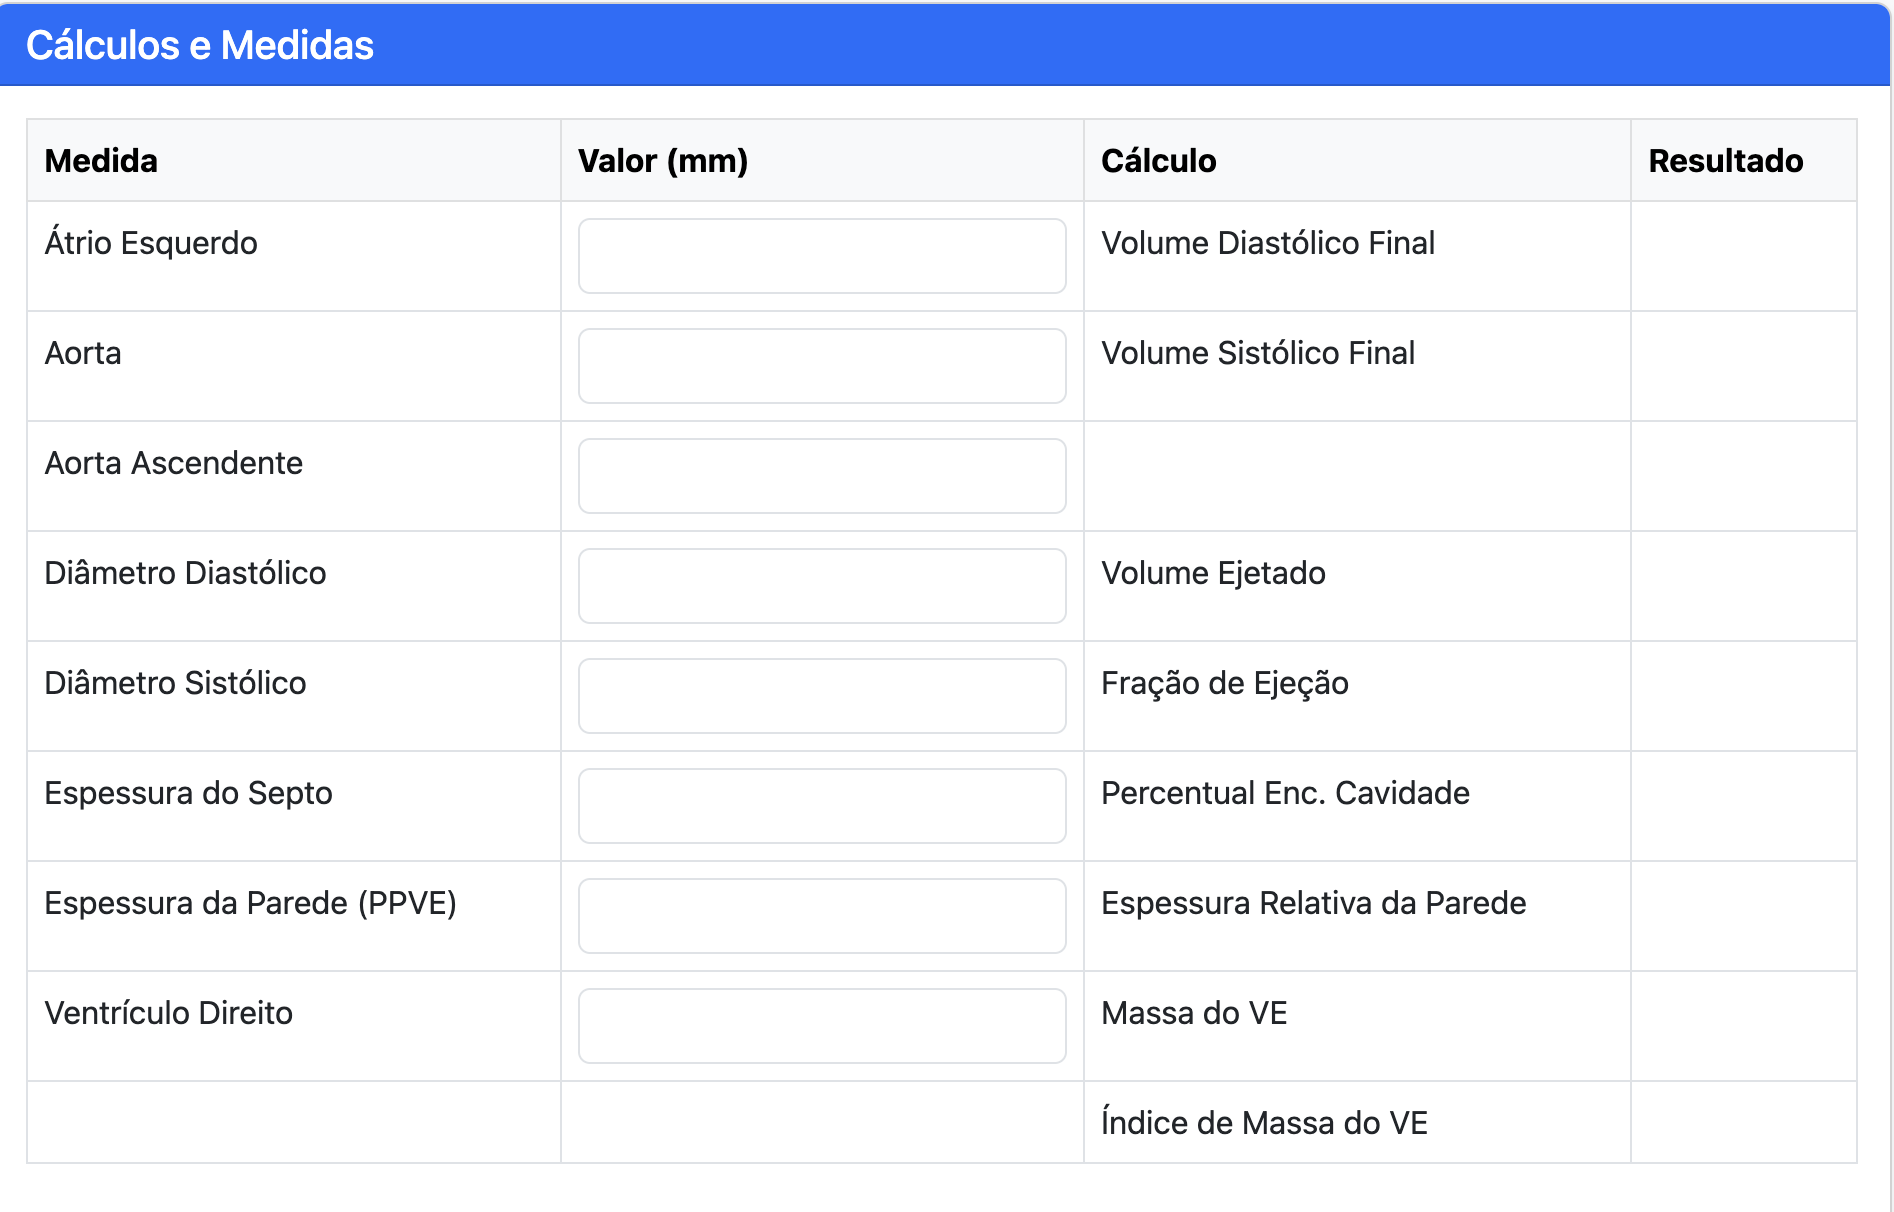 Cálculos e Medidas
Medida Valor (mm) Cálculo Resultado
Átrio Esquerdo Volume Diastólico Final
Aorta Volume Sistólico Final
Aorta Ascendente
Diâmetro Diastólico Volume Ejetado
Diâmetro Sistólico Fração de Ejeção
Espessura do Septo Percentual Enc. Cavidade
Espessura da Parede (PPVE) Espessura Relativa da Parede
Ventrículo Direito Massa do VE
Índice de Massa do VE